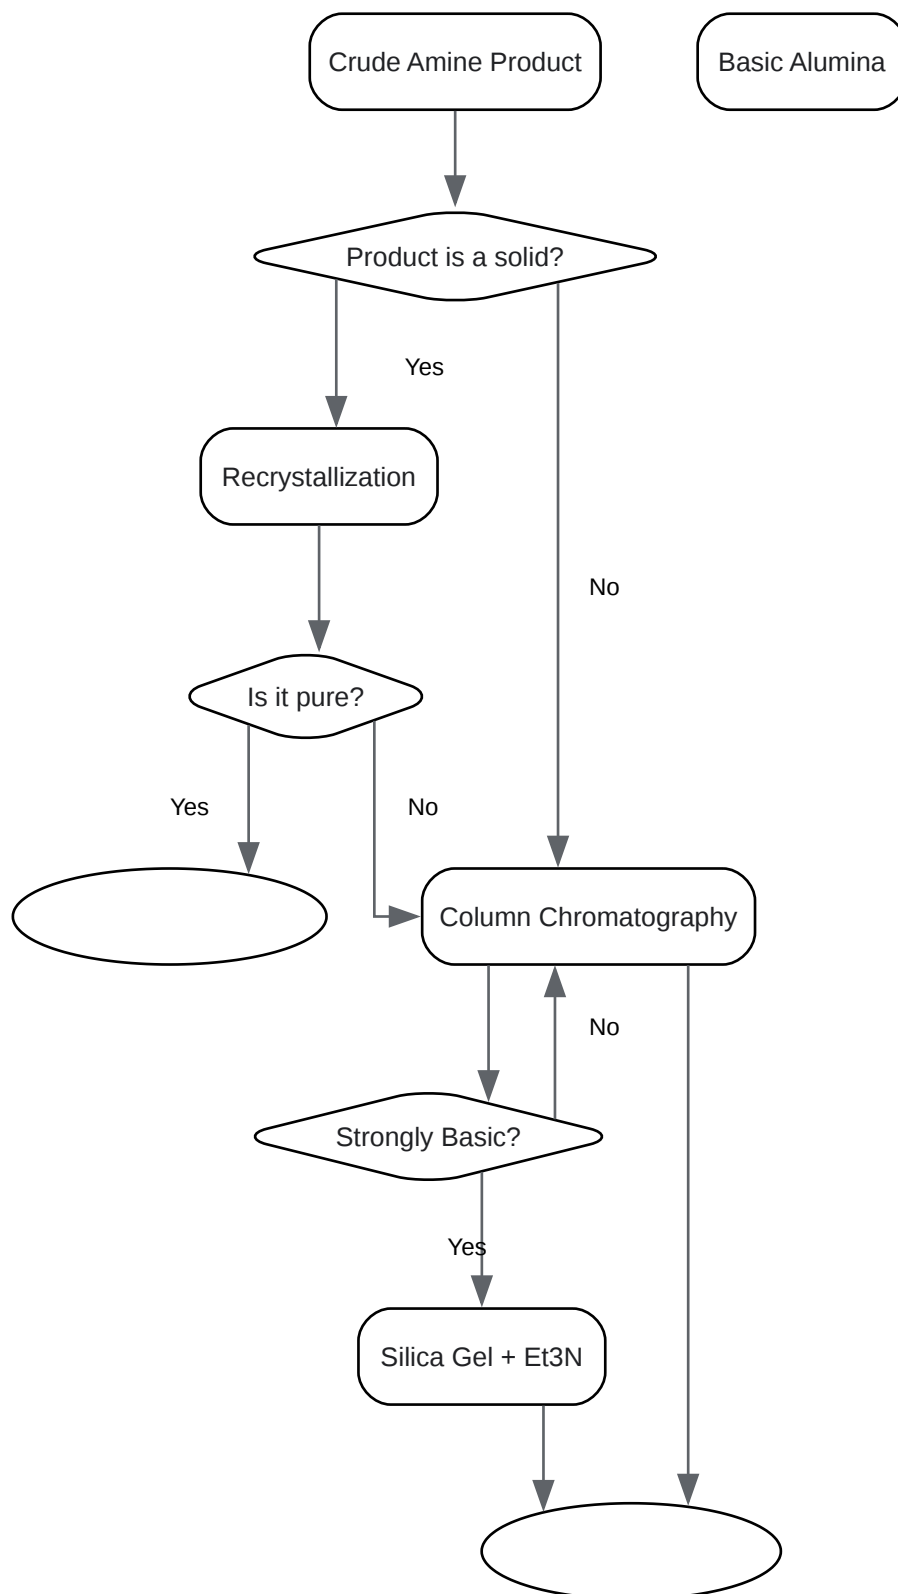 Crude Amine Product
Basic Alumina
Product is a solid?
Yes
Recrystallization
No
Is it pure?
Yes
No
Column Chromatography
No
Strongly Basic?
Yes
Silica Gel + Et3N